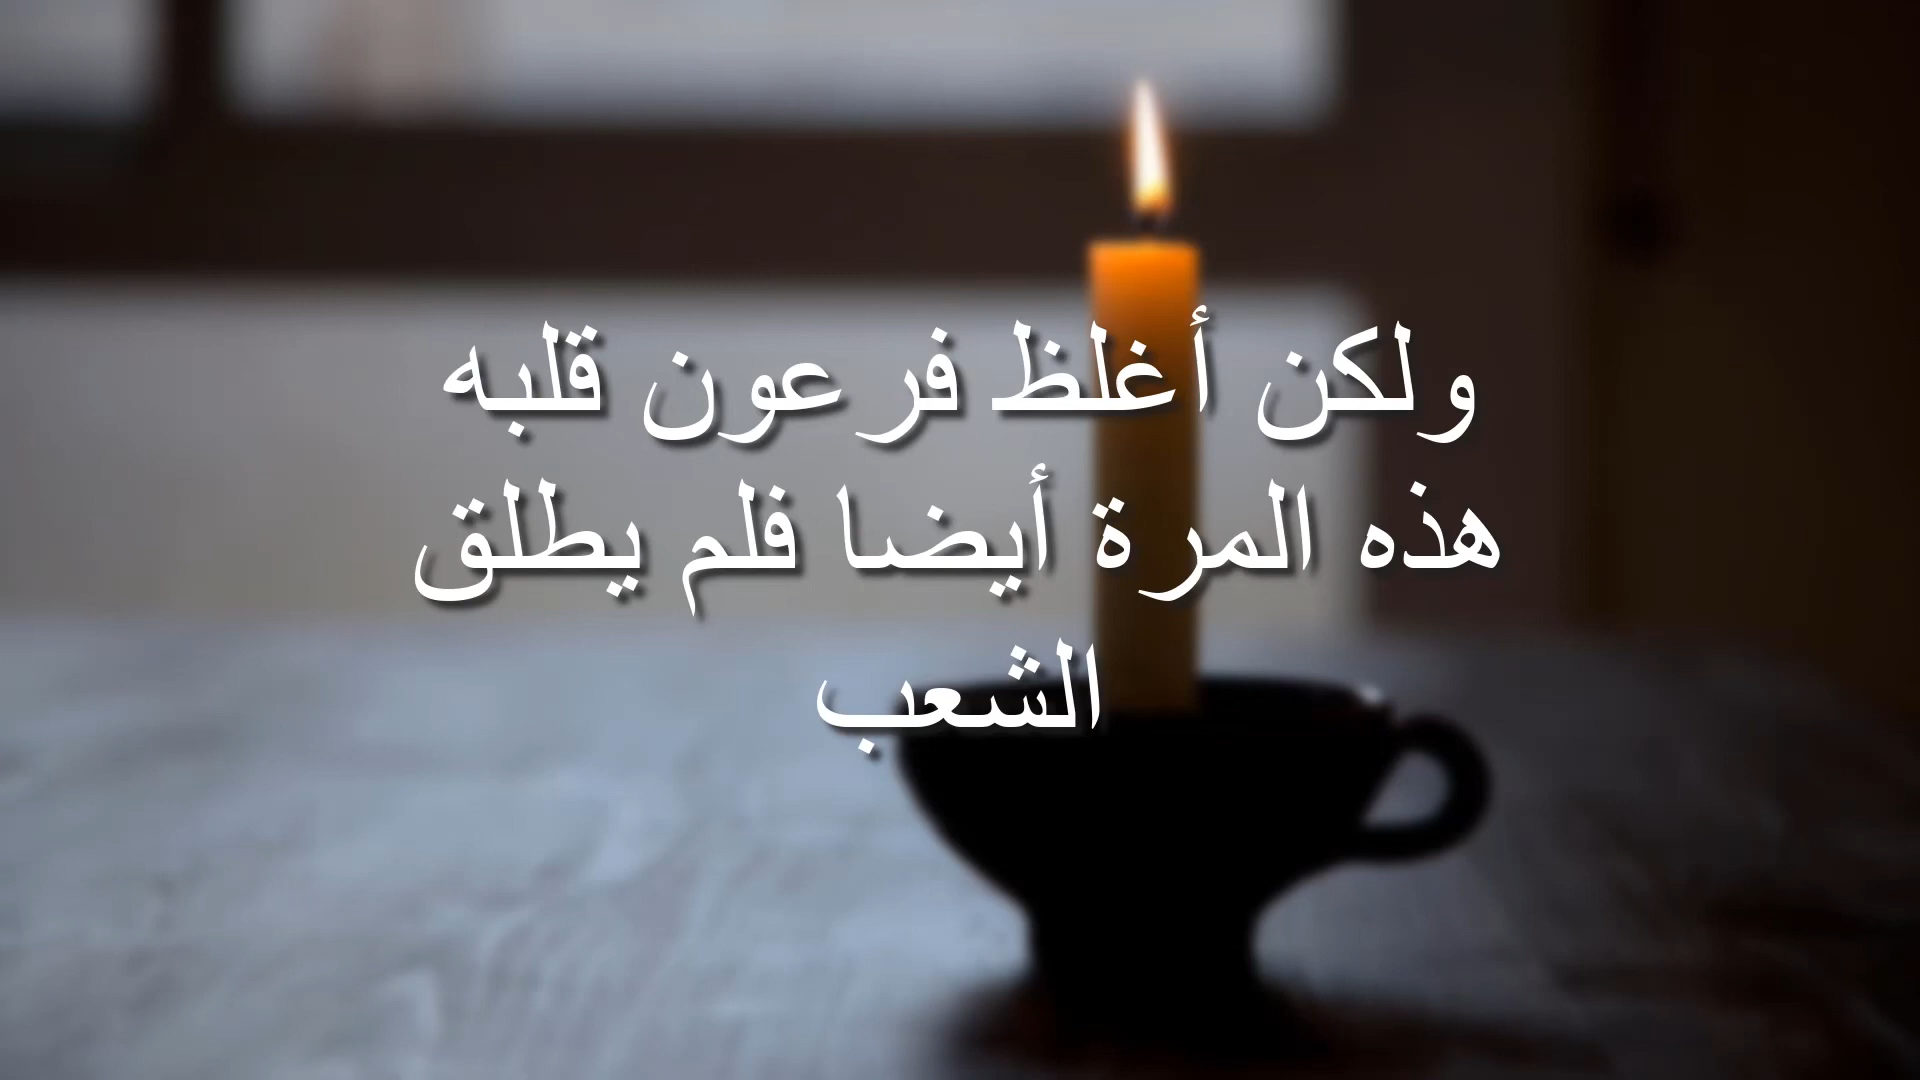 ولكن أغلظ فرعون قلبه
هذه المرة أيضا فلم يطلق
الشعب